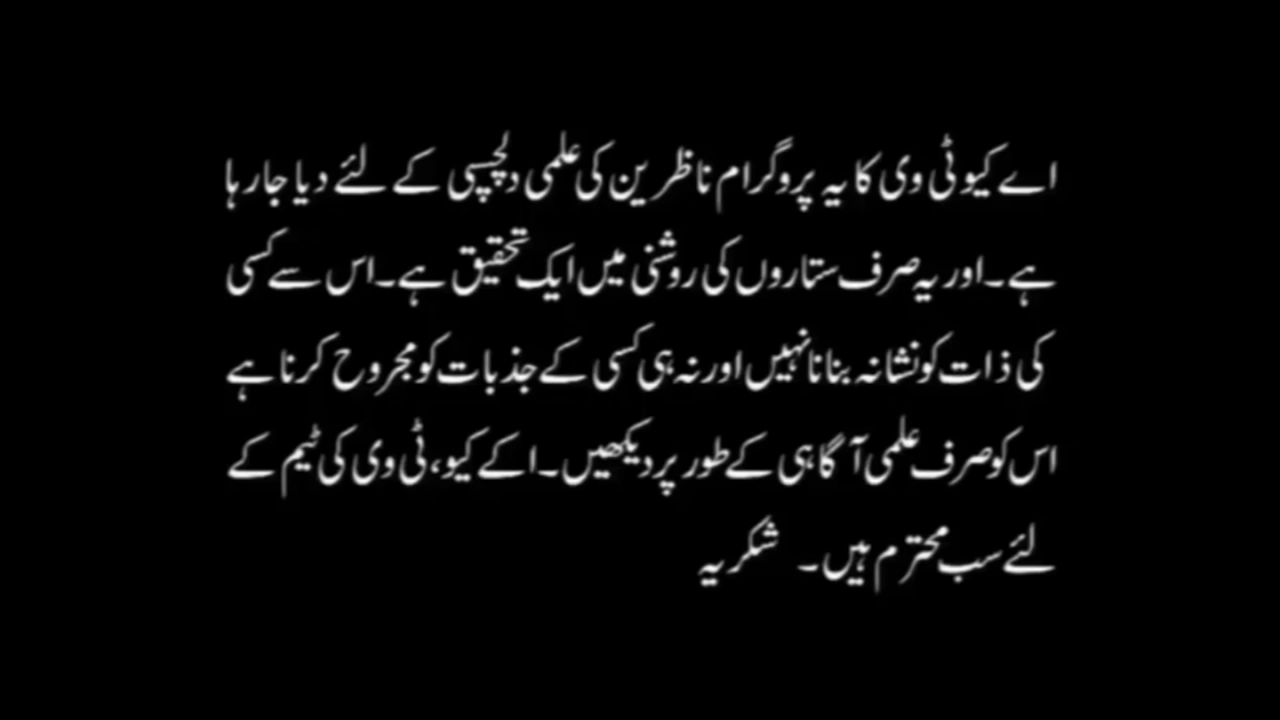 اے کیو ٹی وی کا یہ پروگرام ناظرین کی علمی دلچسپی کے لئے دیا جارہا
ہے۔اور یہ صرف ستاروں کی روشنی میں ایک تحقیق ہے۔اس سے کسی
کی ذات کو نشانہ بنانا نہیں اور نہ ہی کسی کے جذبات کو مجروح کرنا ہے
اس کو صرف علمی آگاہی کے طور پر دیکھیں۔اکے کیو،ٹی وی کی ٹیم کے
لئے سب محترم ہیں۔ شکریہ